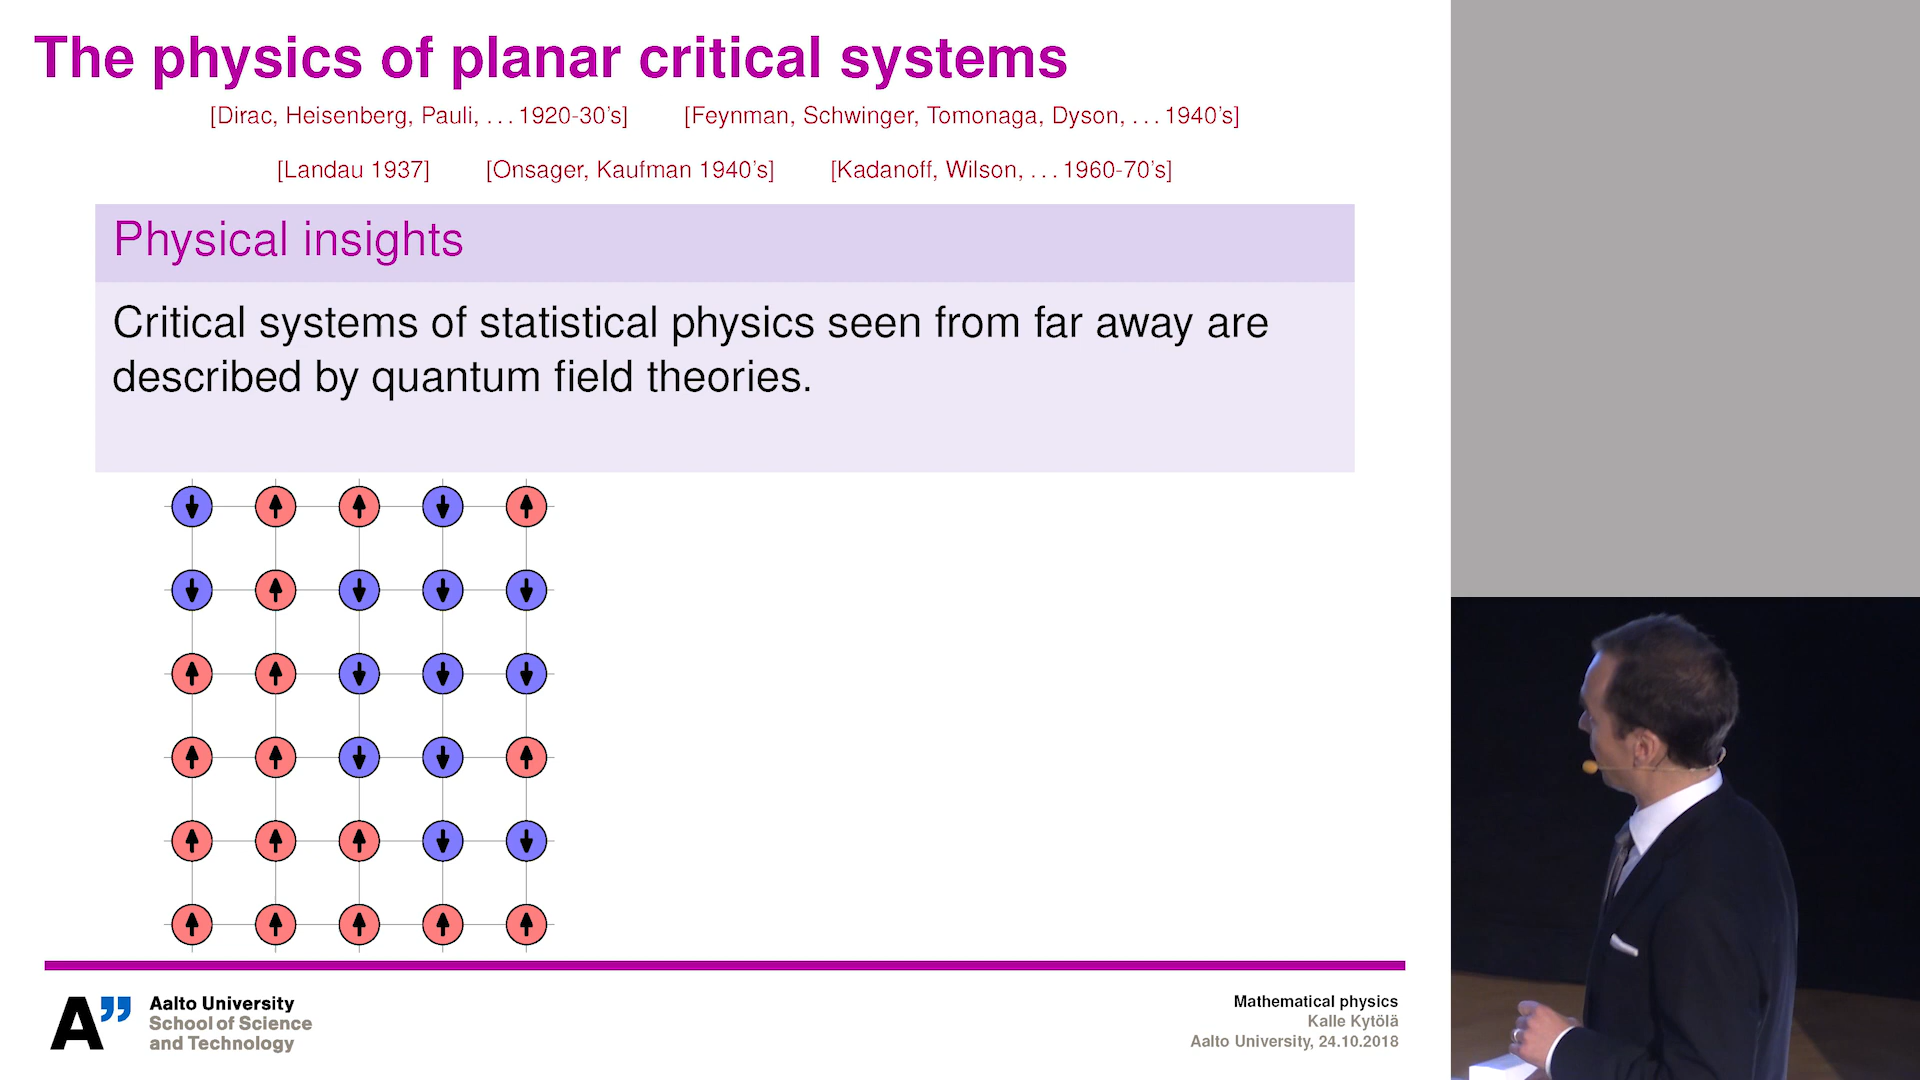 The physics of planar critical systems
[Dirac, Heisenberg, Pauli, ... 1920-30's] [Feynman, Schwinger, Tomonaga, Dyson, ... 1940's]
[Landau 1937] [Onsager, Kaufman 1940's] [Kadanoff, Wilson, ... 1960-70's]
Physical insights
Critical systems of statistical physics seen from far away are
described by quantum field theories.
A”
Aalto University
School of Science
and Technology
Mathematical physics
Kalle Kytölä
Aalto University, 24.10.2018